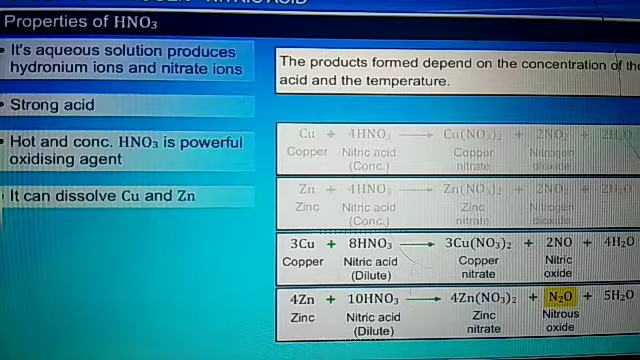 NITRIC ACID
Properties of HNO₃
• It's aqueous solution produces
hydronium ions and nitrate ions
• Strong acid
• Hot and conc. HNO₃ is powerful
oxidising agent
It can dissolve Cu and Zn
The products formed depend on the concentration of the
acid and the temperature.
Cu + 4HNO₃ ⟶ Cu(NO₃)₂ + 2NO₂ + 2H₂O
Copper Nitric acid Copper Nitrogen
(Conc.) nitrate dioxide
Zn + 4HNO₃ ⟶ Zn(NO₃)₂ + 2NO₂ + 2H₂O
Zinc Nitric acid Zinc Nitrogen
(Conc.) nitrate dioxide
3Cu + 8HNO₃ ⟶ 3Cu(NO₃)₂ + 2NO + 4H₂O
Copper Nitric acid Copper Nitric
(Dilute) nitrate oxide
4Zn + 10HNO₃ ⟶ 4Zn(NO₃)₂ + N₂O + 5H₂O
Zinc Nitric acid Zinc Nitrous
(Dilute) nitrate oxide